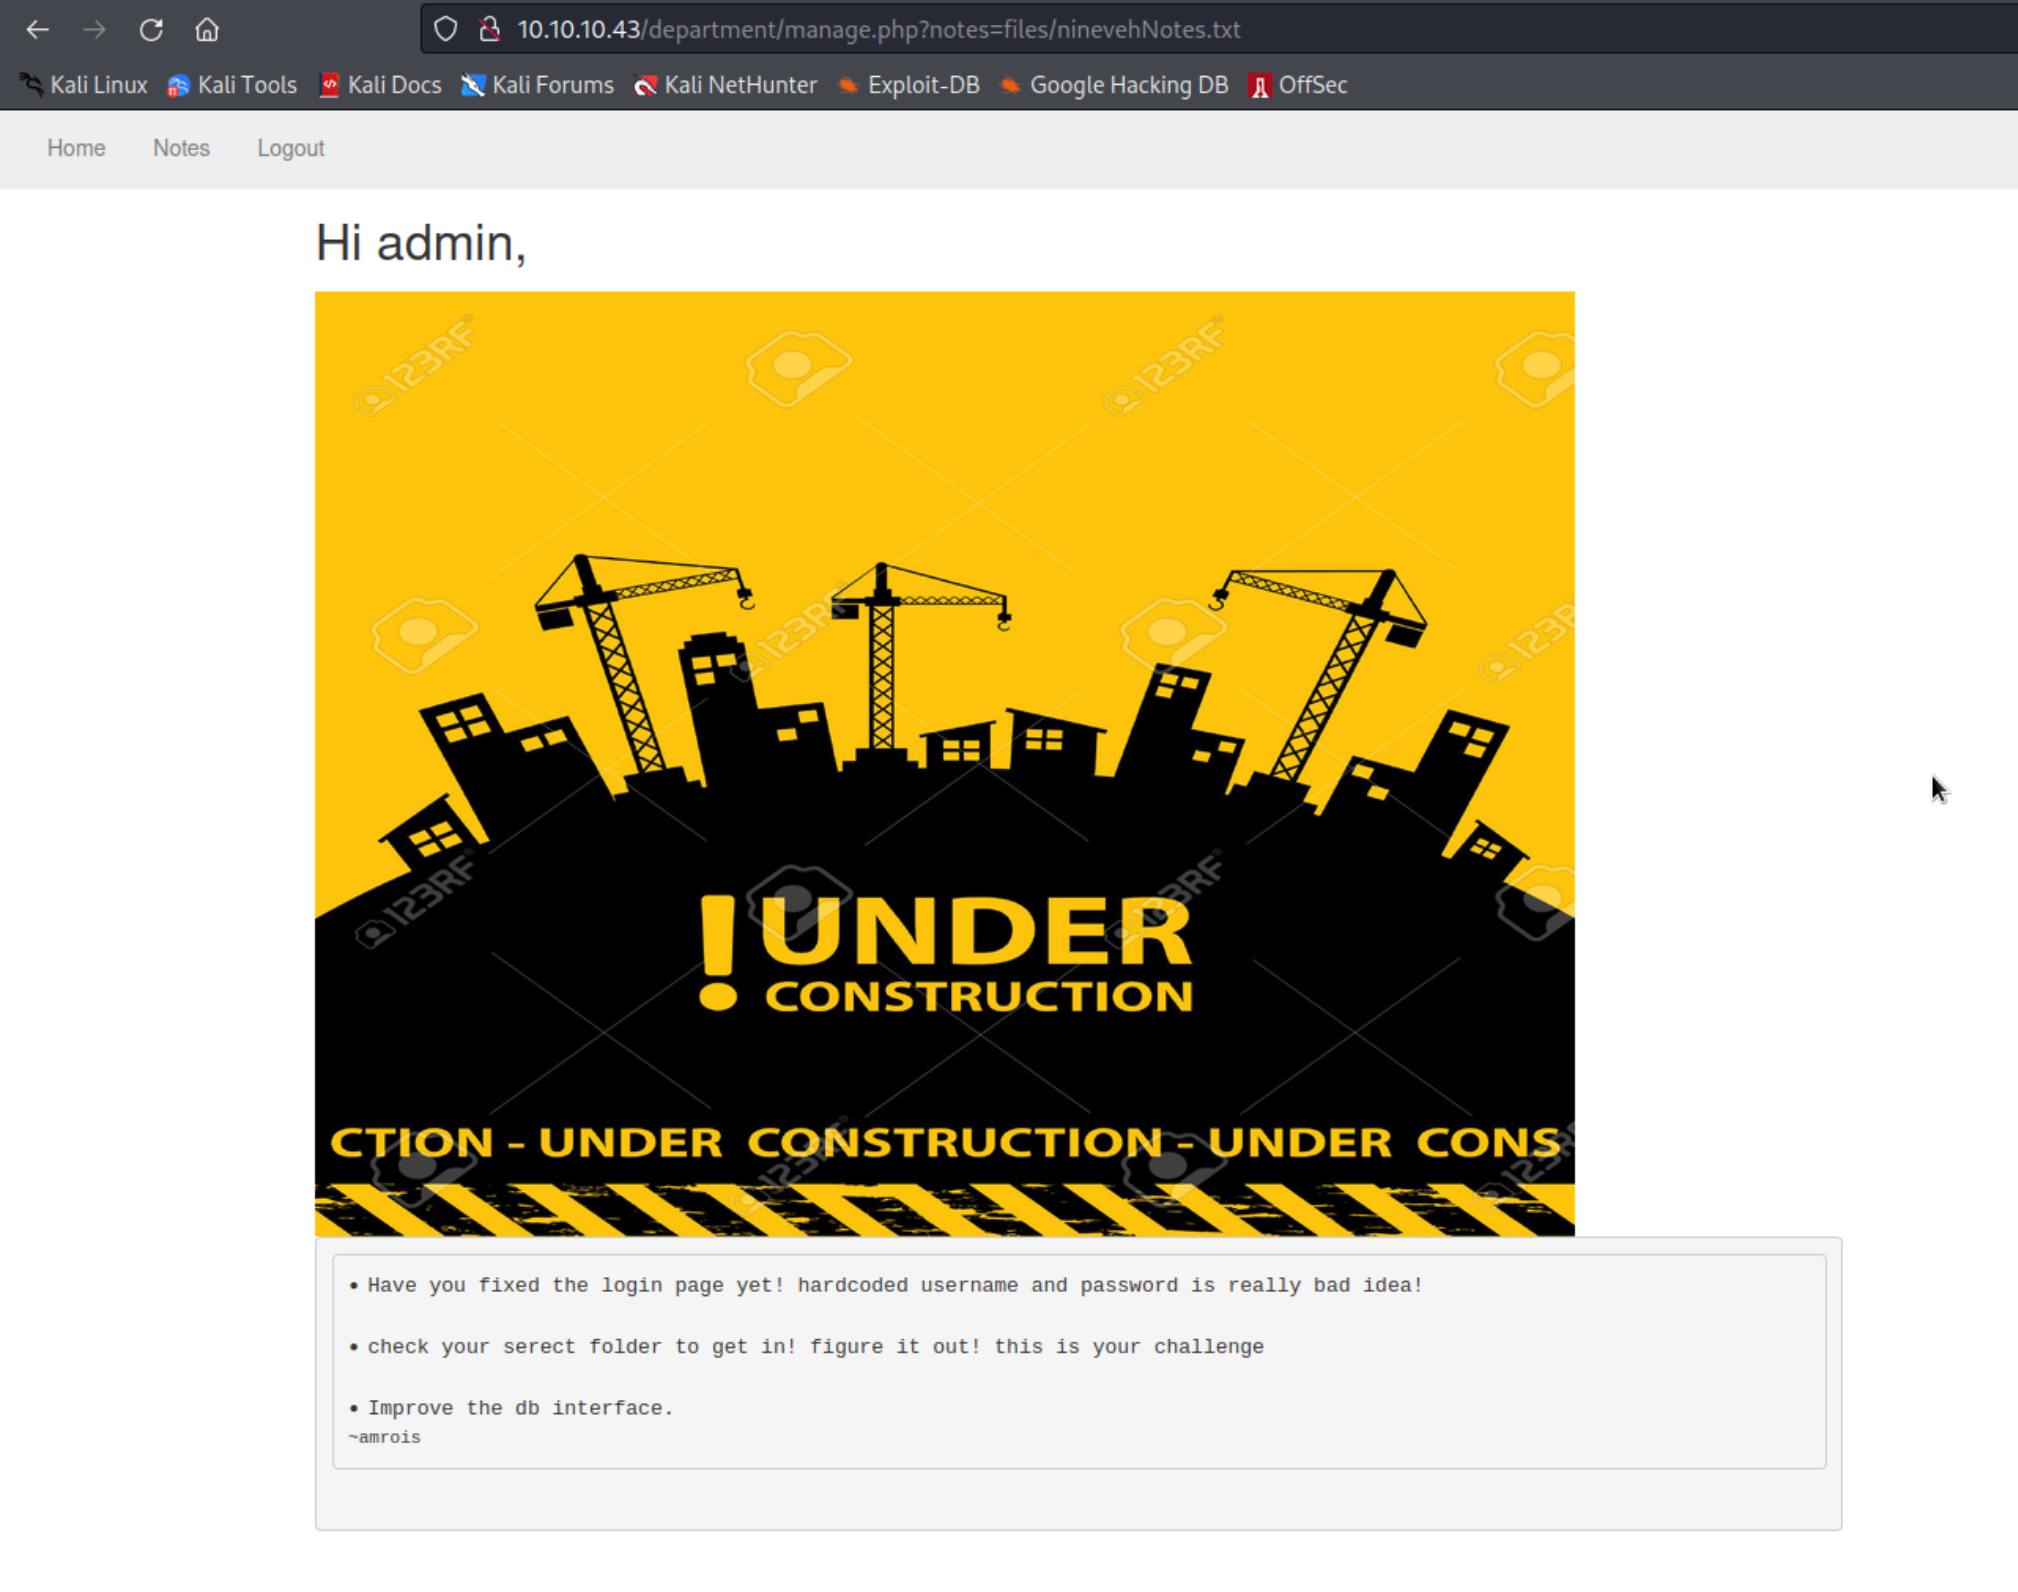 10.10.10.43/department/manage.php?notes=files/ninevehNotes.txt
Kali Linux Kali Tools Kali Docs Kali Forums Kali NetHunter Exploit-DB Google Hacking DB OffSec
Home Notes Logout
Hi admin,
123RF 123RF
123RF 123RF
123RF 123RF
! UNDER
CONSTRUCTION
CTION - UNDER CONSTRUCTION - UNDER CONS
123RF 123RF
• Have you fixed the login page yet! hardcoded username and password is really bad idea!
• check your serect folder to get in! figure it out! this is your challenge
• Improve the db interface.
~amrois